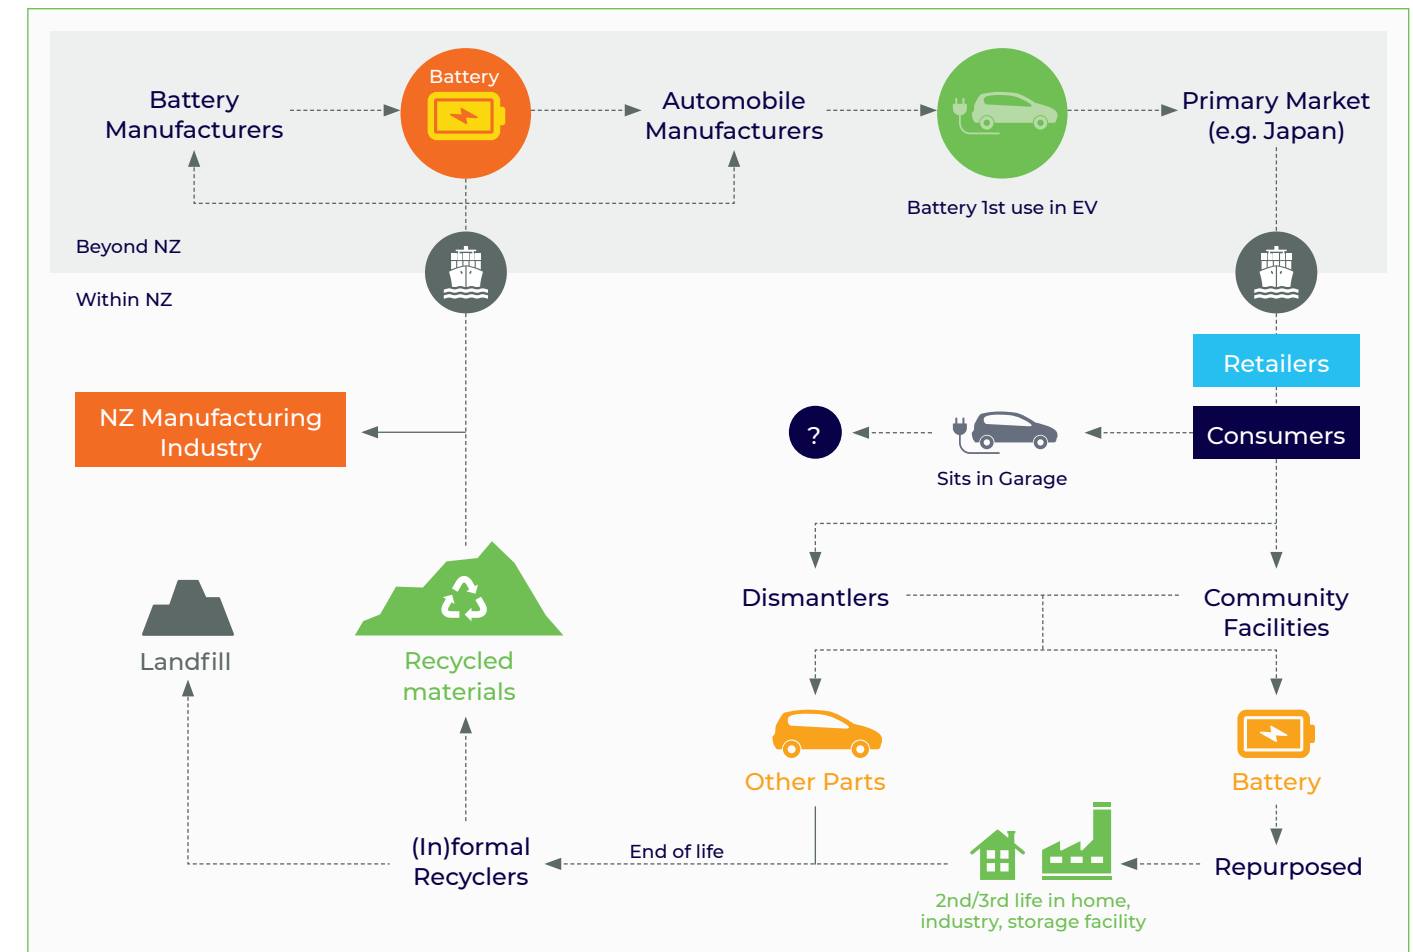 Battery
Battery
Manufacturers
Automobile
Manufacturers
Primary Market
(e.g. Japan)
Battery 1st use in EV
Beyond NZ
Within NZ
Retailers
NZ Manufacturing
Industry
?
Consumers
Sits in Garage
Dismantlers
Community
Facilities
Landfill
Recycled
materials
Other Parts
Battery
(In)formal
Recyclers
End of life
Repurposed
2nd/3rd life in home,
industry, storage facility